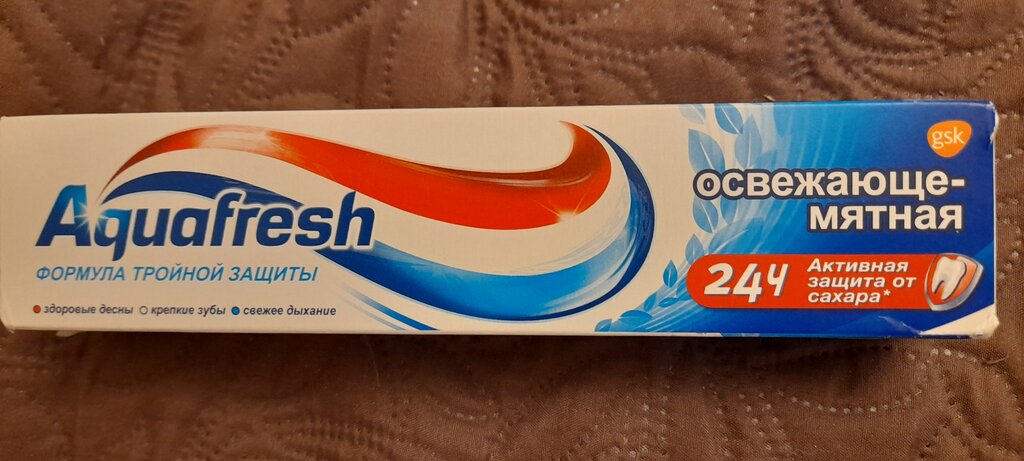 Aquafresh
ФОРМУЛА ТРОЙНОЙ ЗАЩИТЫ
здоровые десны крепкие зубы свежее дыхание
gsk
освежающе-
мятная
24Ч
Активная
защита от
сахара*